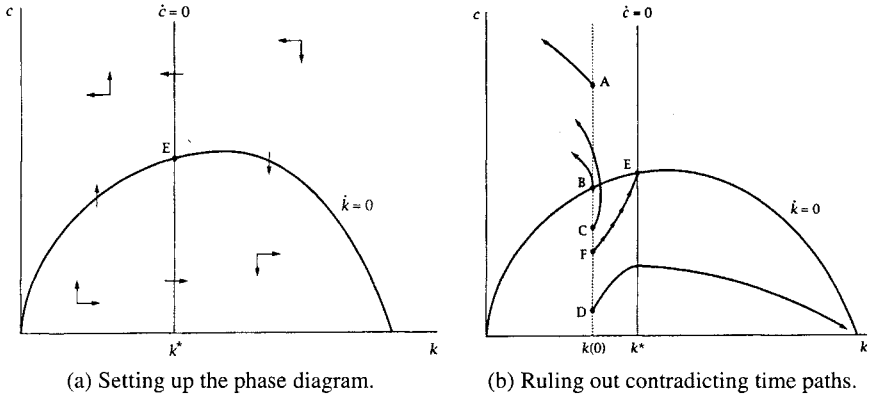 c
ċ = 0
E
k̇ = 0
k*
k
(a) Setting up the phase diagram.
c
ċ = 0
A
E
B
k̇ = 0
C
F
D
k(0)
k*
k
(b) Ruling out contradicting time paths.